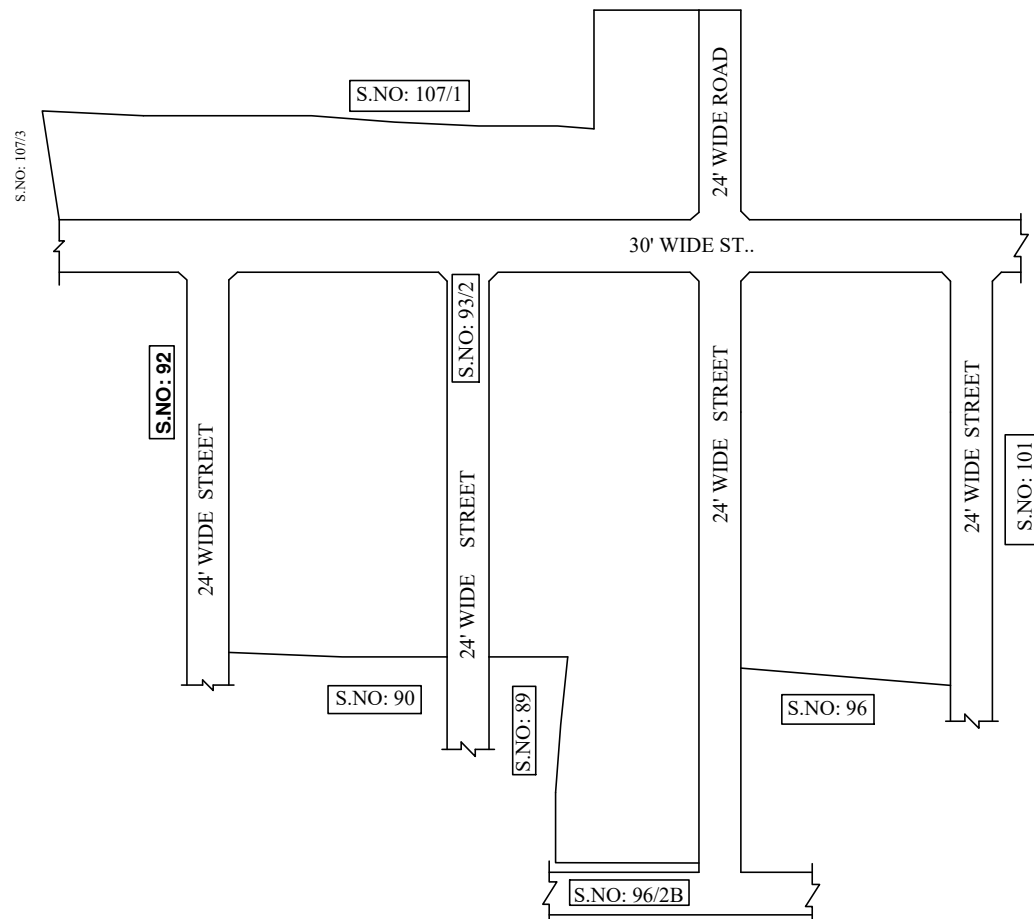 24' WIDE ROAD
S.NO: 107/1
S.NO: 107/3
30' WIDE ST..
S.NO: 92
S.NO: 93/2
24' WIDE STREET
24' WIDE STREET
24' WIDE STREET
24' WIDE STREET
S.NO: 101
S.NO: 90
S.NO: 89
S.NO: 96
S.NO: 96/2B